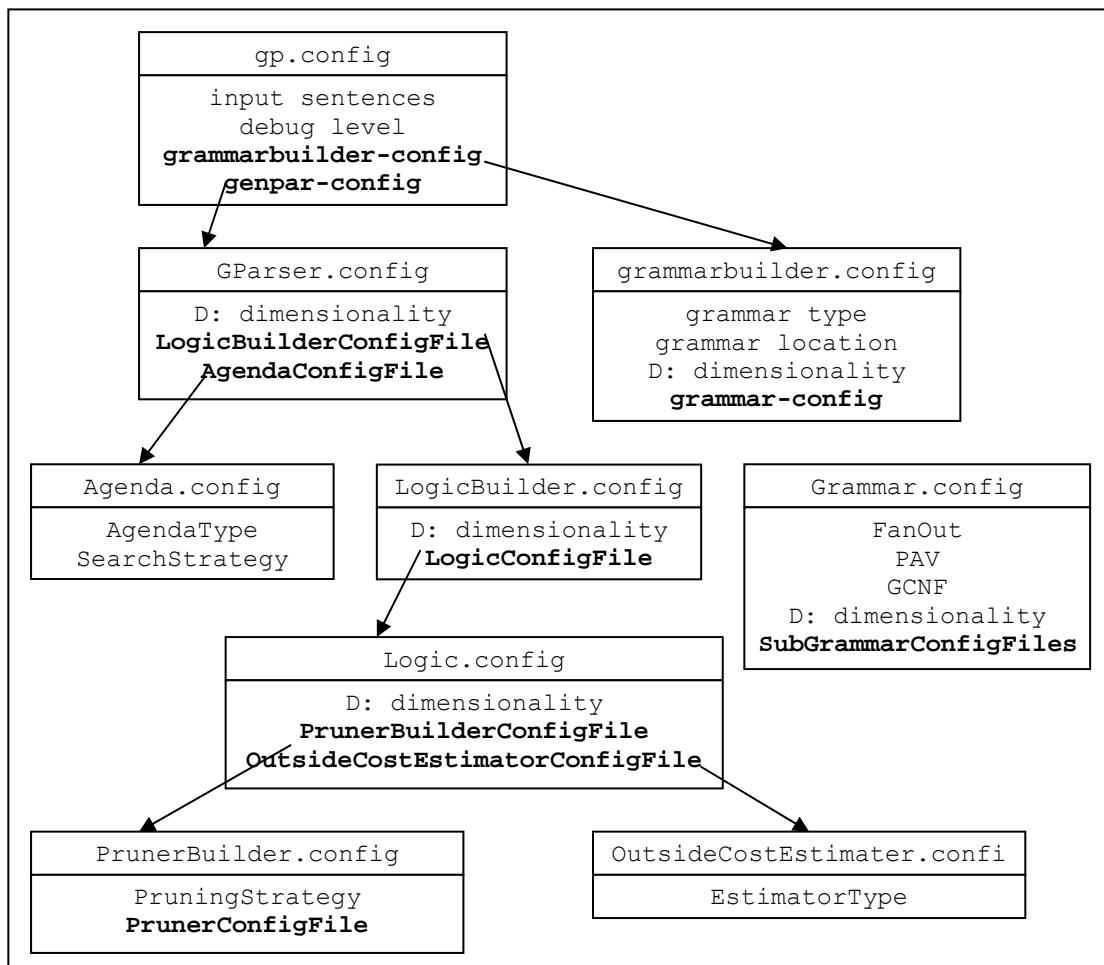 gp.config
input sentences
debug level
grammarbuilder-config
genpar-config
GParser.config
D: dimensionality
LogicBuilderConfigFile
AgendaConfigFile
grammarbuilder.config
grammar type
grammar location
D: dimensionality
grammar-config
Agenda.config
AgendaType
SearchStrategy
LogicBuilder.config
D: dimensionality
LogicConfigFile
Grammar.config
FanOut
PAV
GCNF
D: dimensionality
SubGrammarConfigFiles
Logic.config
D: dimensionality
PrunerBuilderConfigFile
OutsideCostEstimatorConfigFile
PrunerBuilder.config
PruningStrategy
PrunerConfigFile
OutsideCostEstimater.confi
EstimatorType